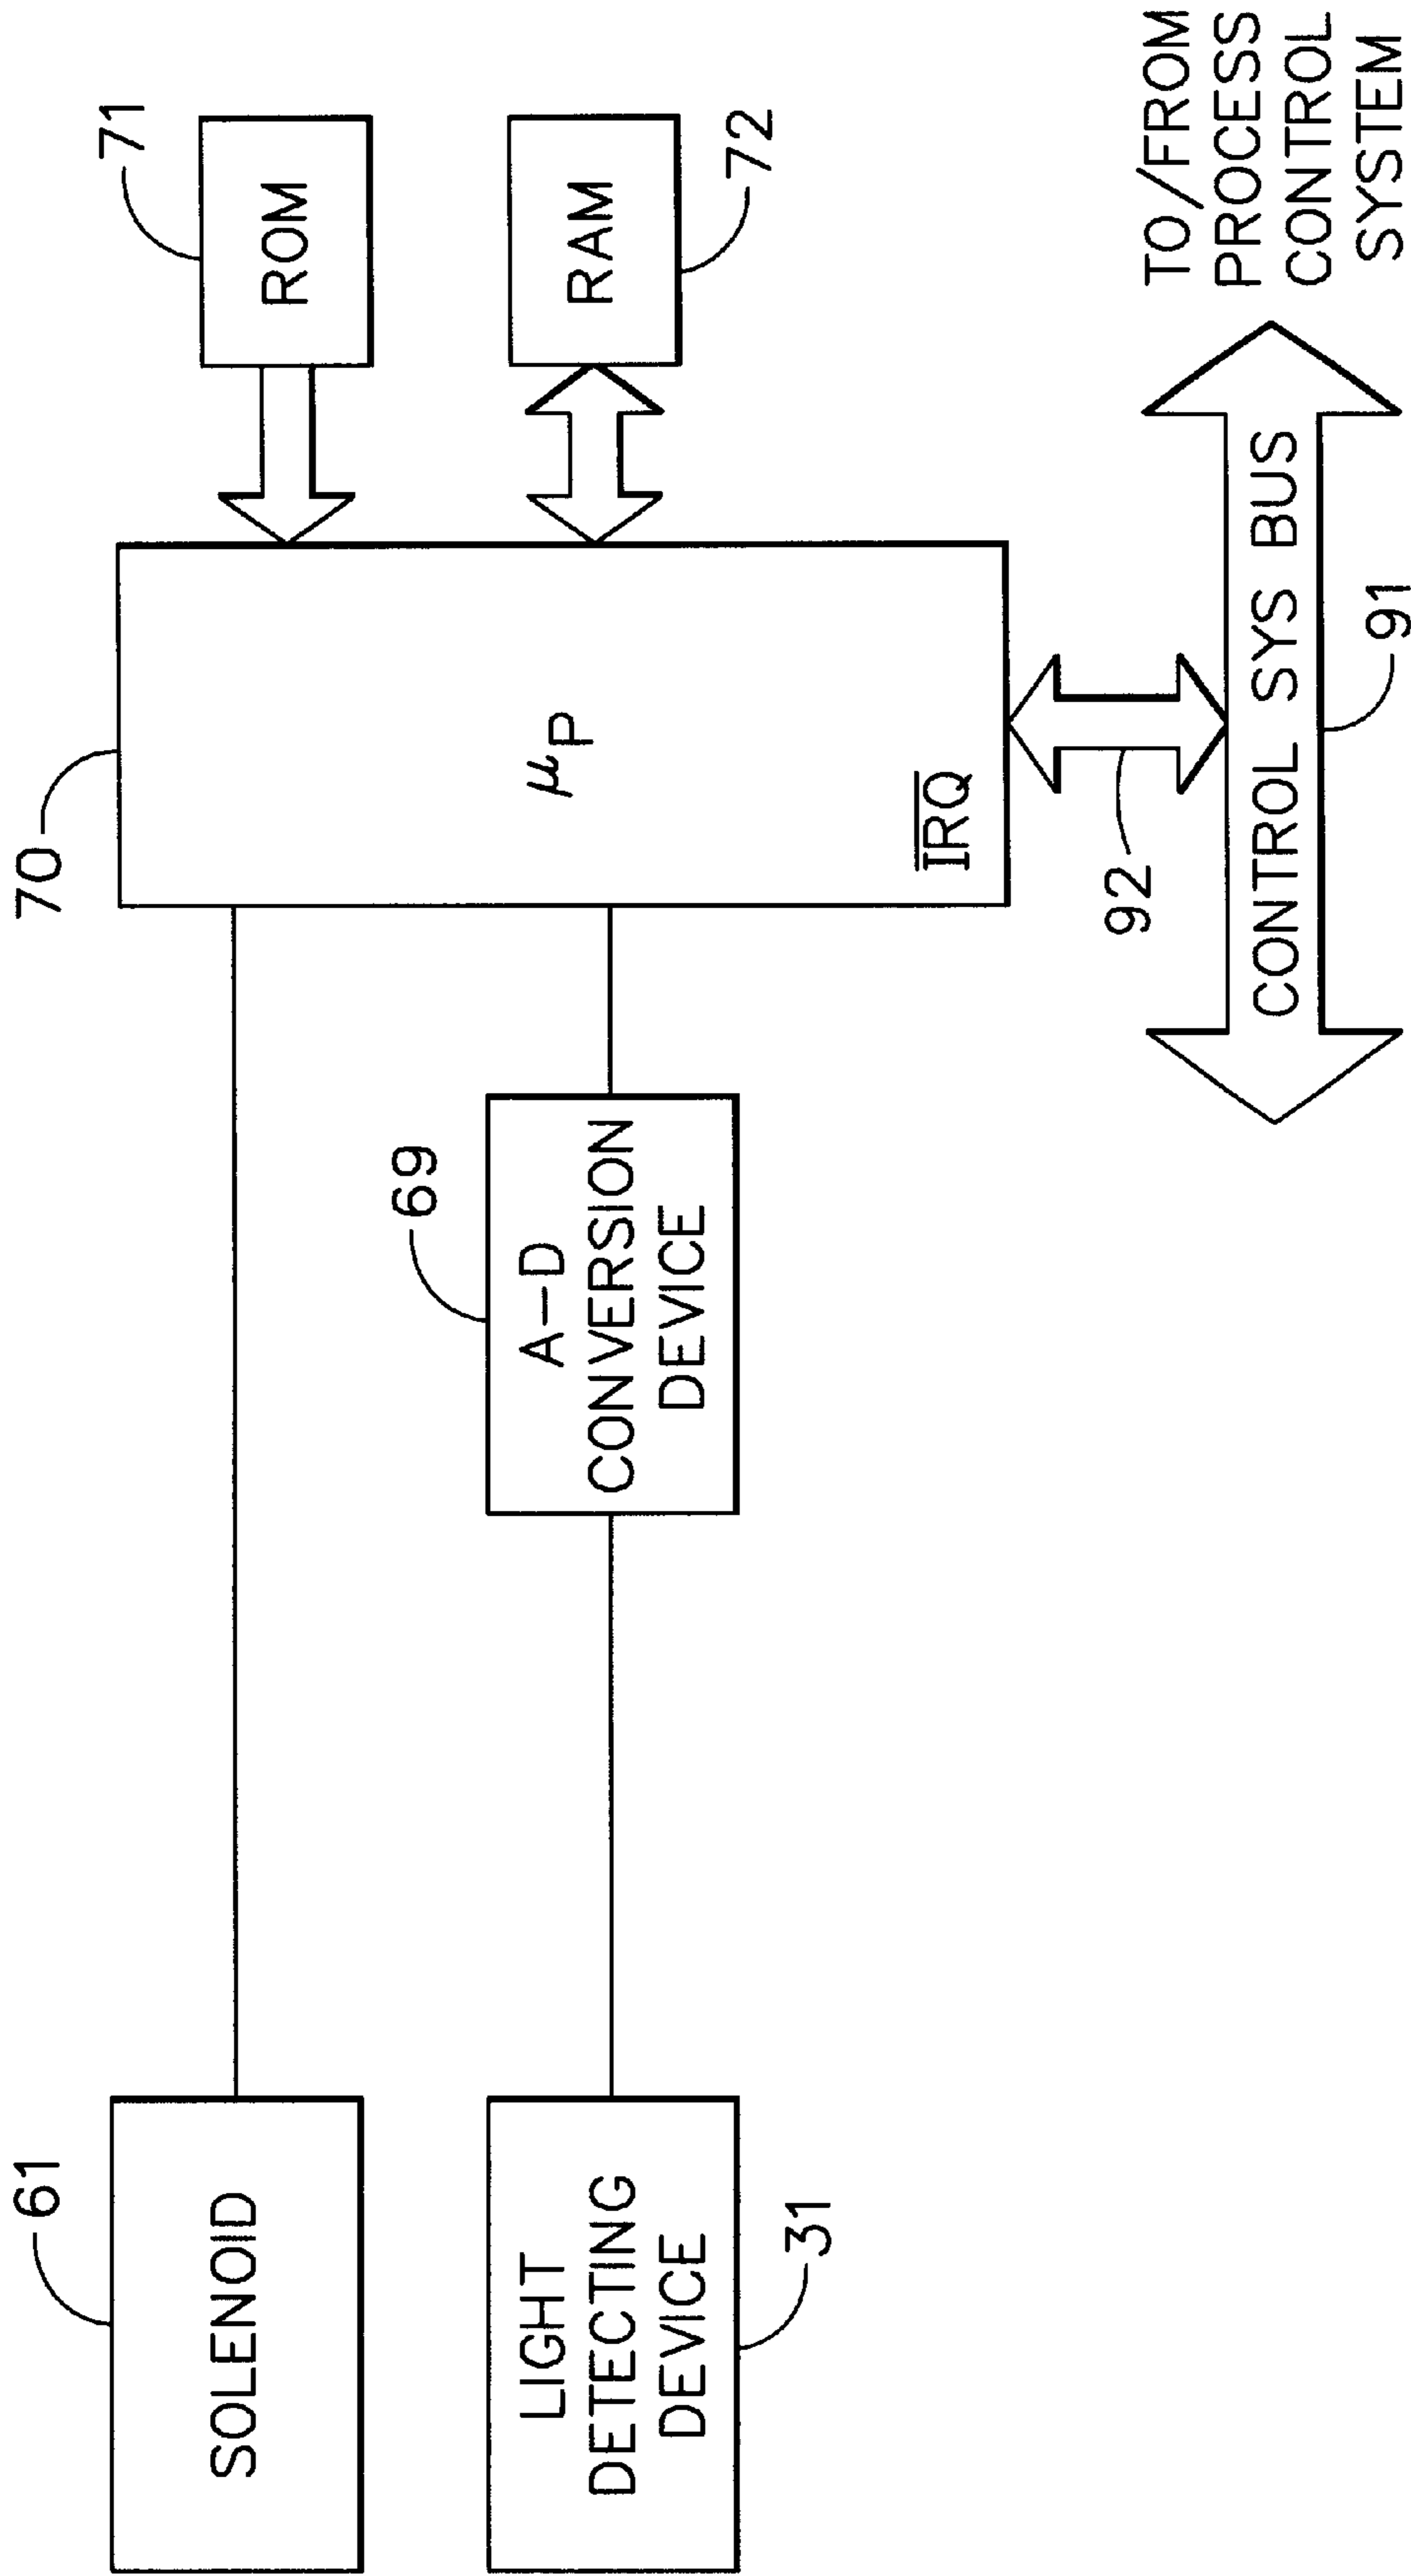 61
SOLENOID
LIGHT
DETECTING
DEVICE
31
69
A-D
CONVERSION
DEVICE
70
μP
I̅R̅Q̅
71
ROM
RAM
72
92
CONTROL SYS BUS
91
TO/FROM
PROCESS
CONTROL
SYSTEM